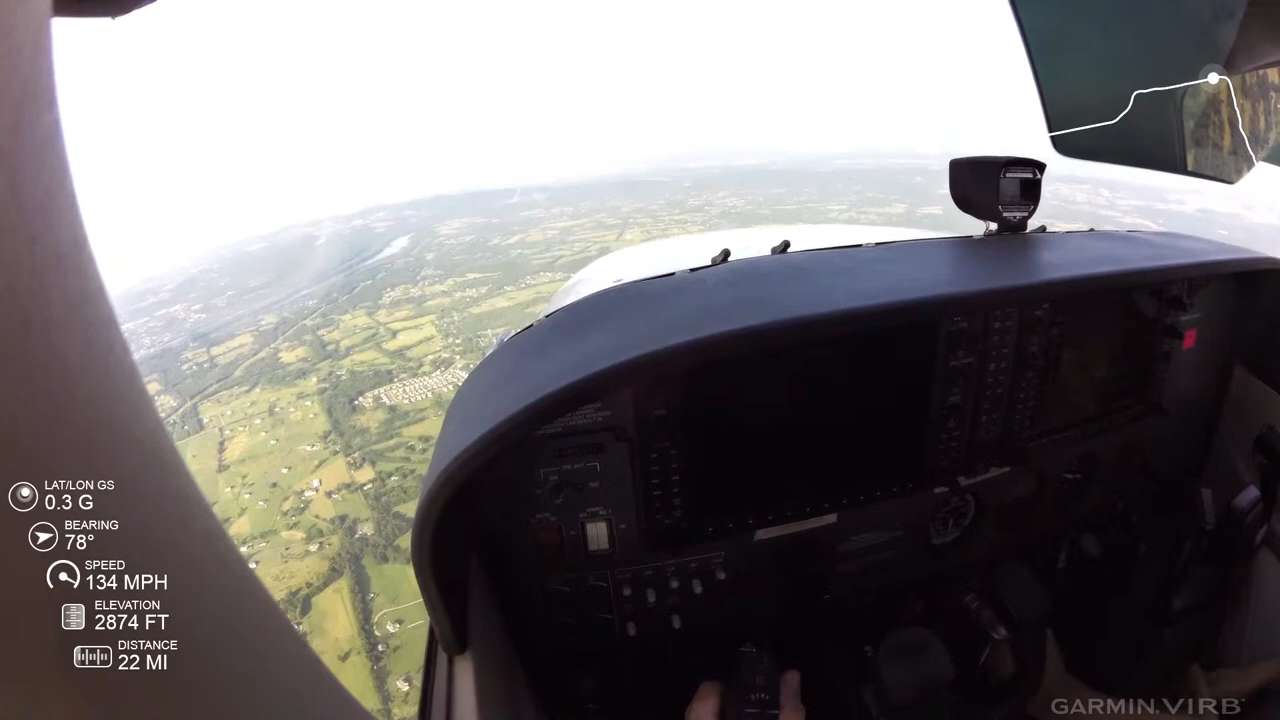 LAT/LON GS
0.3 G
BEARING
78°
SPEED
134 MPH
ELEVATION
2874 FT
DISTANCE
22 MI
GARMIN.VIRB